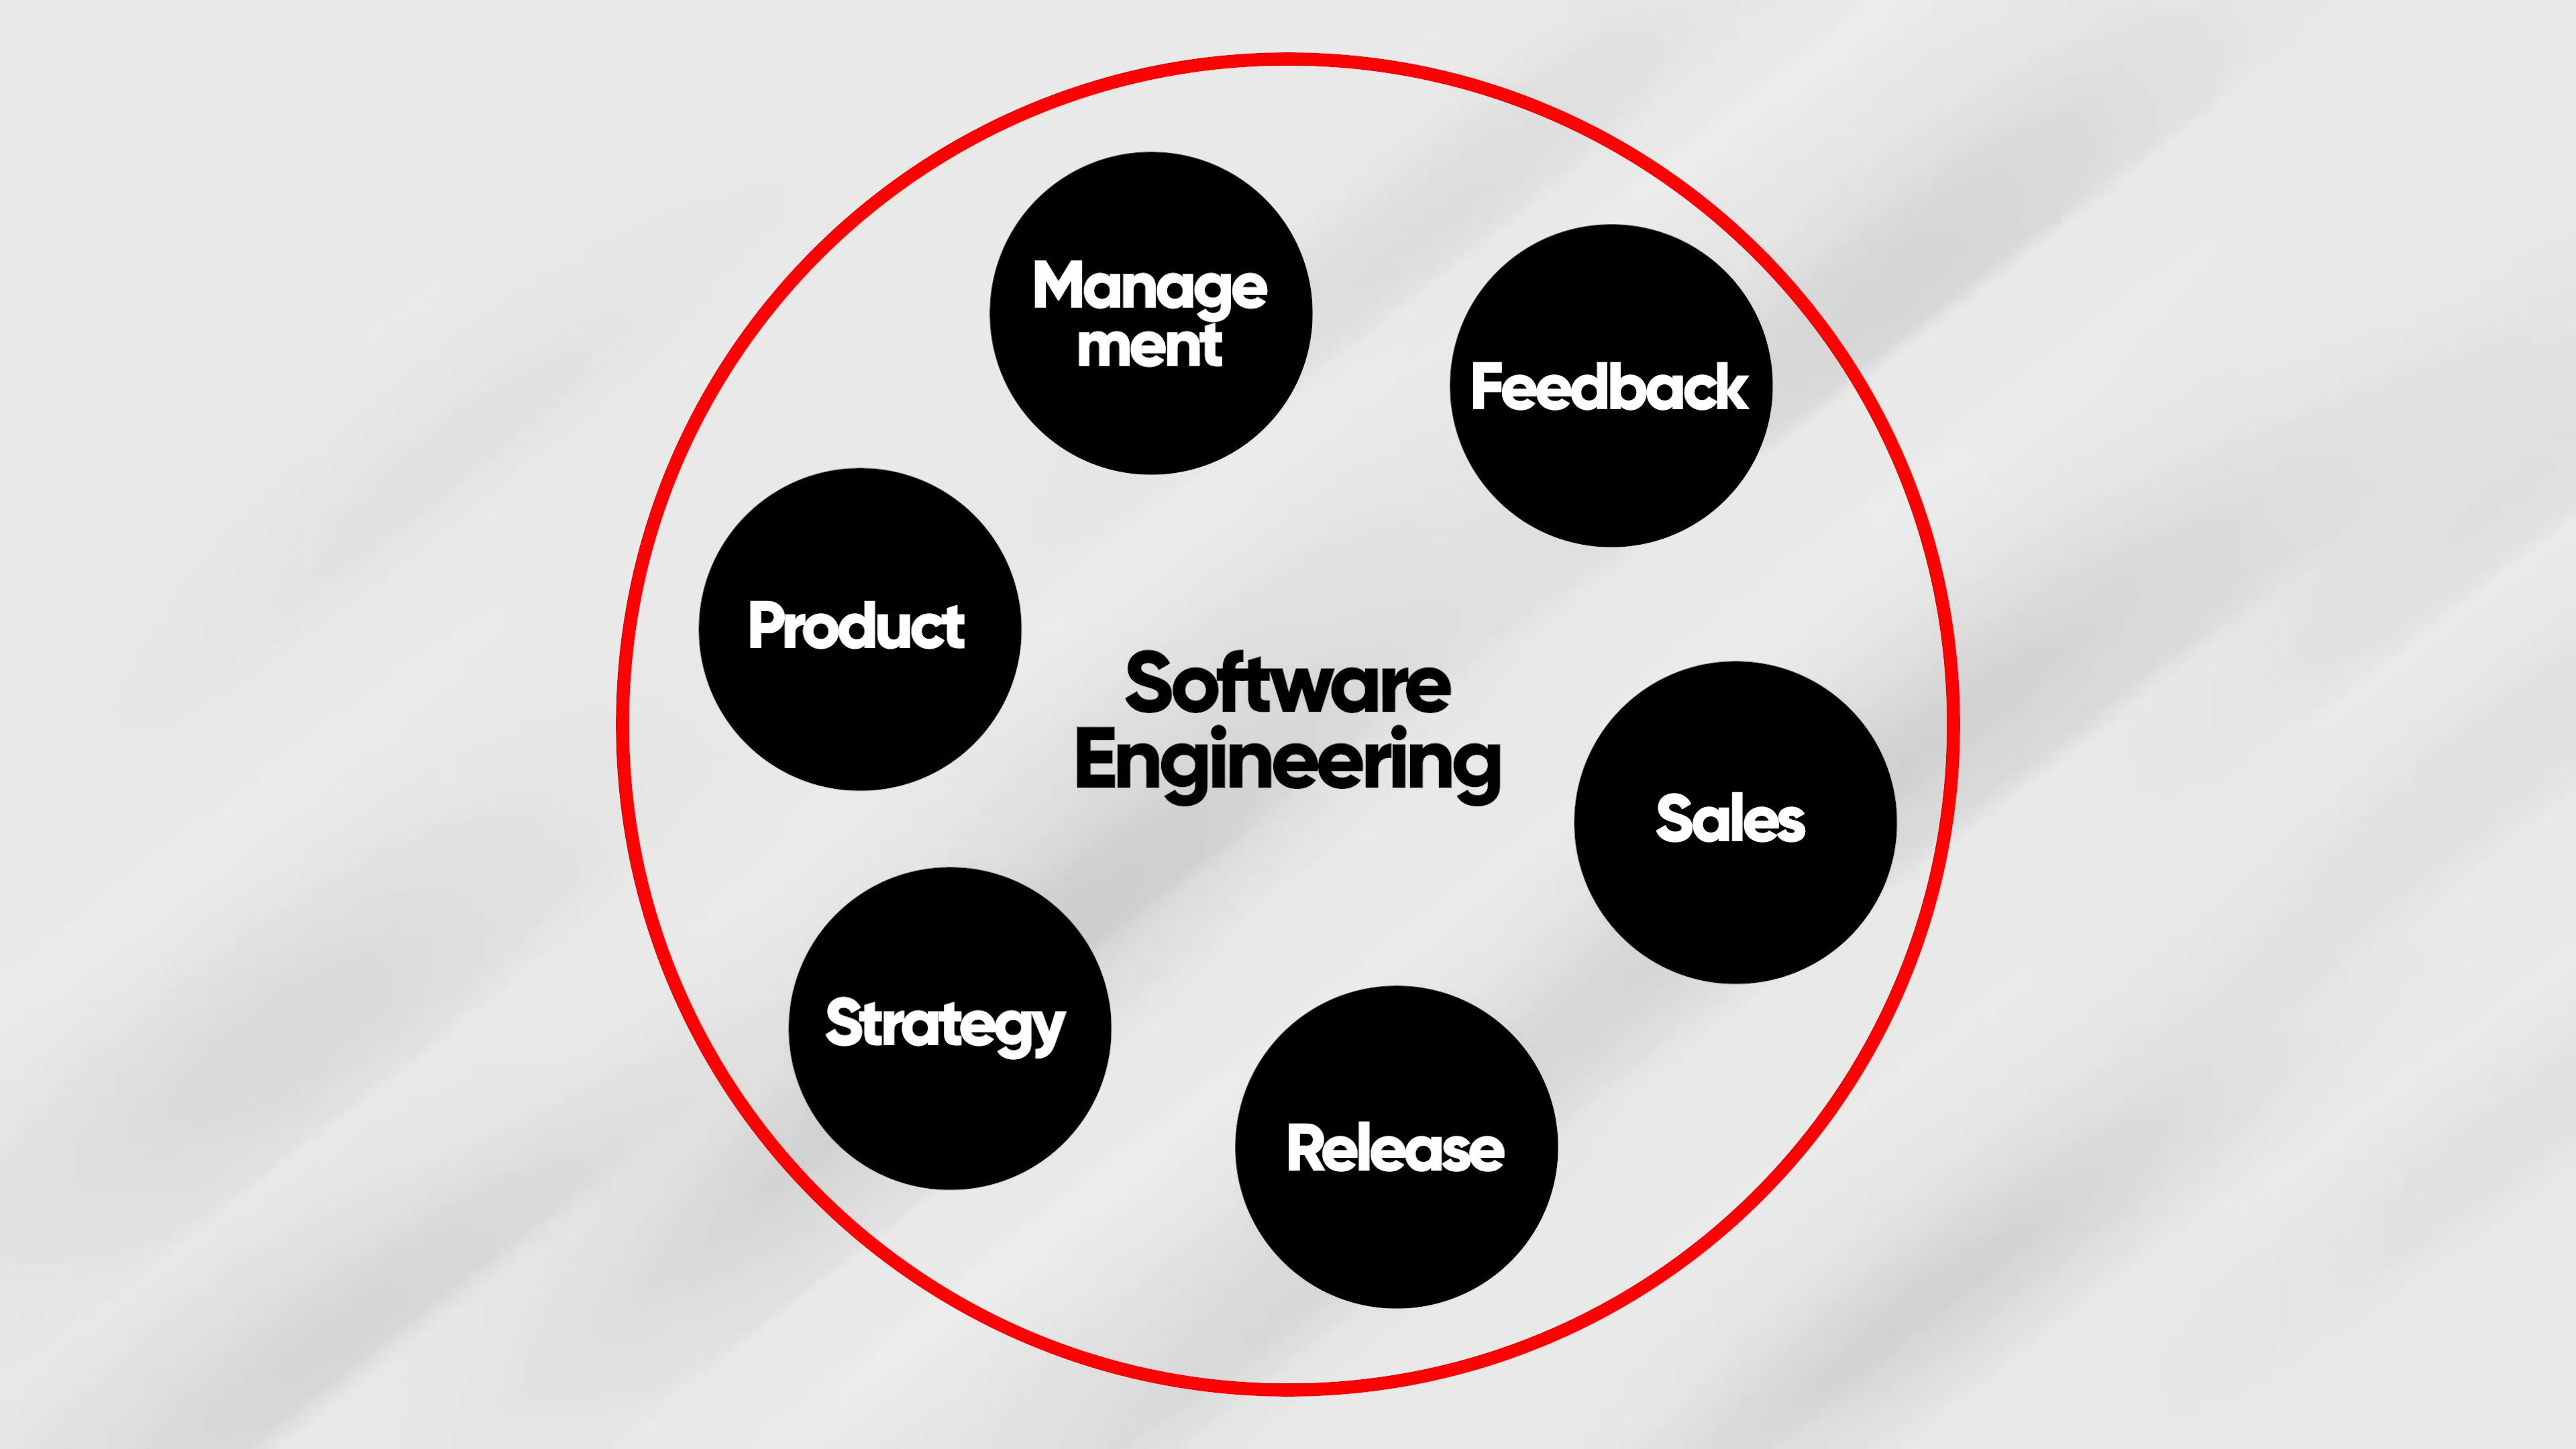 Manage
ment
Feedback
Product
Software
Engineering
Sales
Strategy
Release